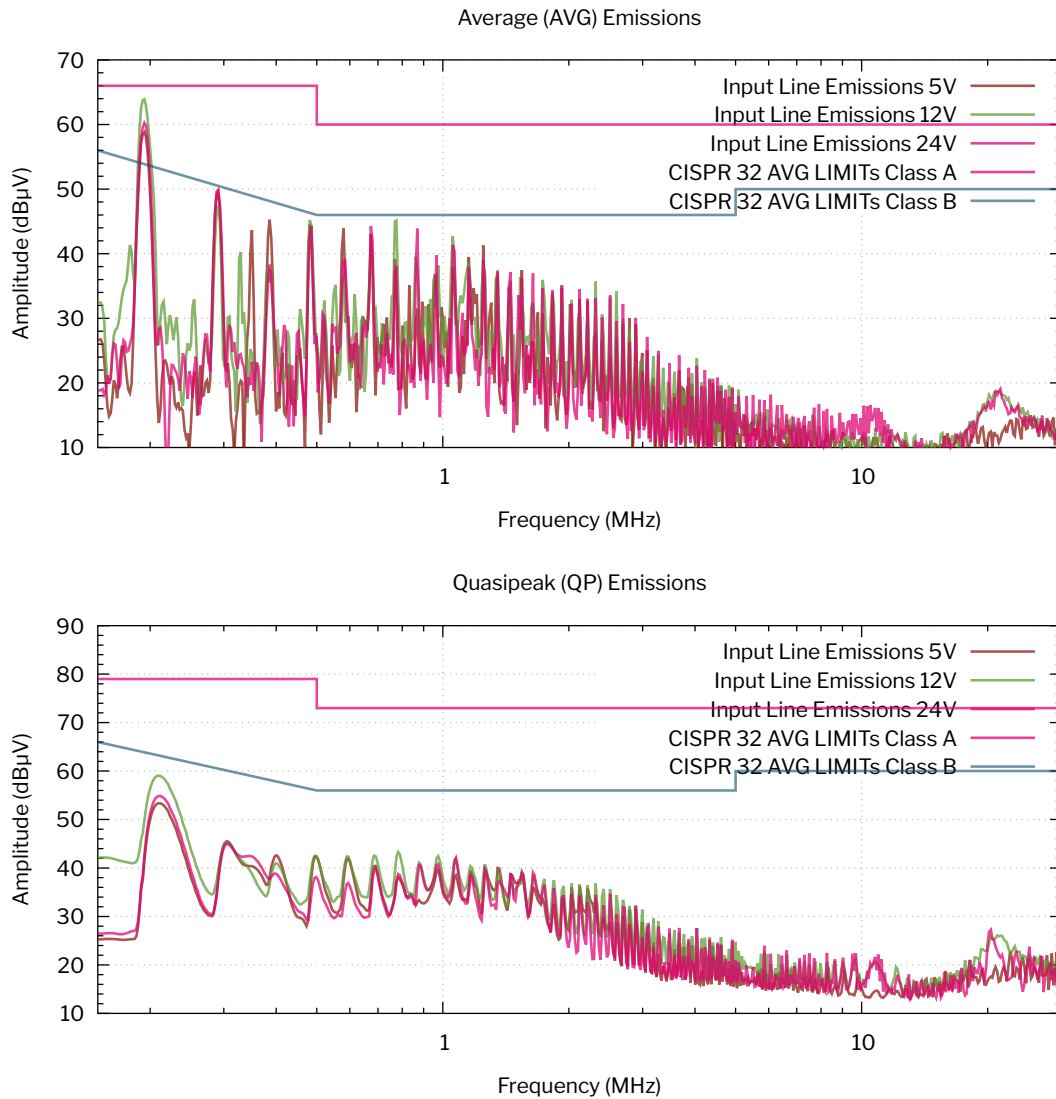 Average (AVG) Emissions
70
60
50
40
30
20
10
Amplitude (dBµV)
Input Line Emissions 5V
Input Line Emissions 12V
Input Line Emissions 24V
CISPR 32 AVG LIMITs Class A
CISPR 32 AVG LIMITs Class B
1
10
Frequency (MHz)
Quasipeak (QP) Emissions
90
80
70
60
50
40
30
20
10
Amplitude (dBµV)
Input Line Emissions 5V
Input Line Emissions 12V
Input Line Emissions 24V
CISPR 32 AVG LIMITs Class A
CISPR 32 AVG LIMITs Class B
1
10
Frequency (MHz)